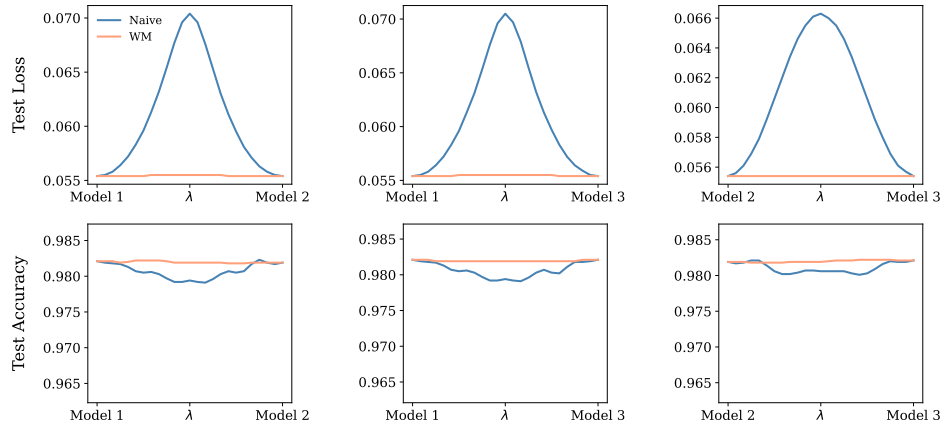 Test Loss
0.070
0.065
0.060
0.055
Naive
WM
Model 1 λ Model 2
0.070
0.065
0.060
0.055
Model 1 λ Model 3
0.066
0.064
0.062
0.060
0.058
0.056
Model 2 λ Model 3
Test Accuracy
0.985
0.980
0.975
0.970
0.965
Model 1 λ Model 2
0.985
0.980
0.975
0.970
0.965
Model 1 λ Model 3
0.985
0.980
0.975
0.970
0.965
Model 2 λ Model 3